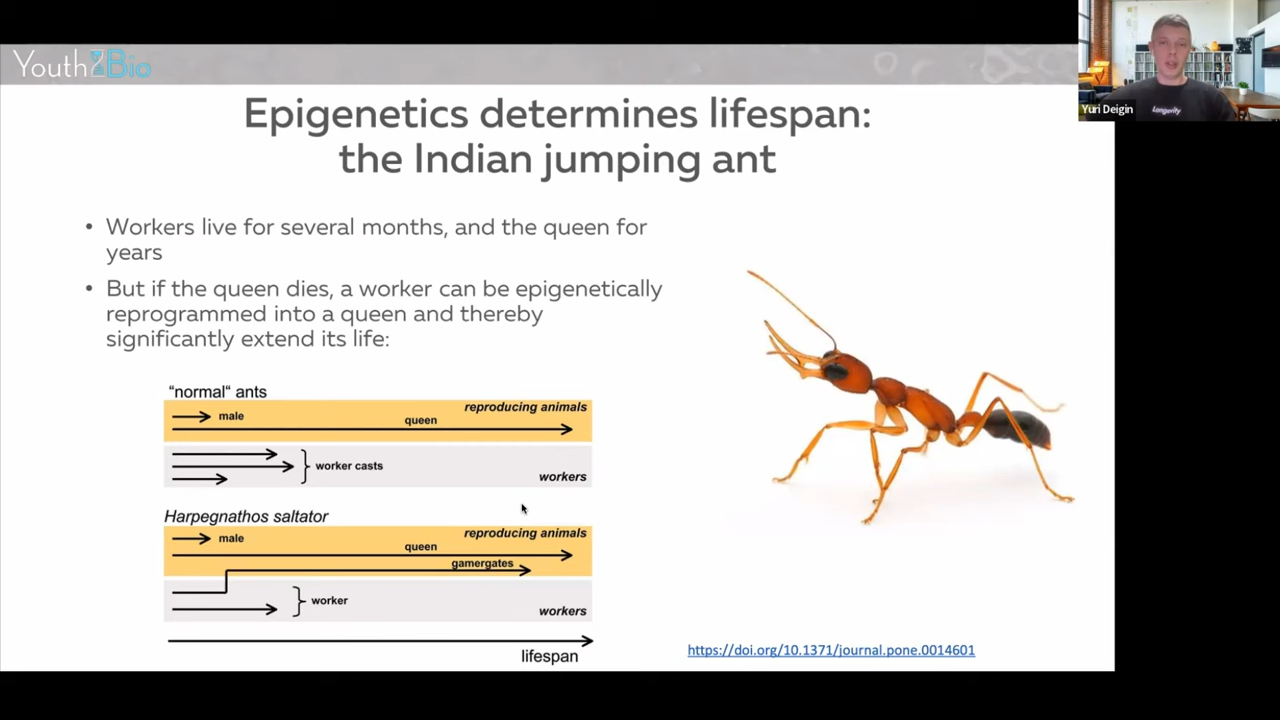 Youth2Bio
Yuri Deigin
Longevity
Epigenetics determines lifespan:
the Indian jumping ant
• Workers live for several months, and the queen for
years
• But if the queen dies, a worker can be epigenetically
reprogrammed into a queen and thereby
significantly extend its life:
"normal" ants
reproducing animals
male
queen
worker casts
workers
Harpegnathos saltator
reproducing animals
male
queen
gamergates
worker
workers
lifespan
https://doi.org/10.1371/journal.pone.0014601